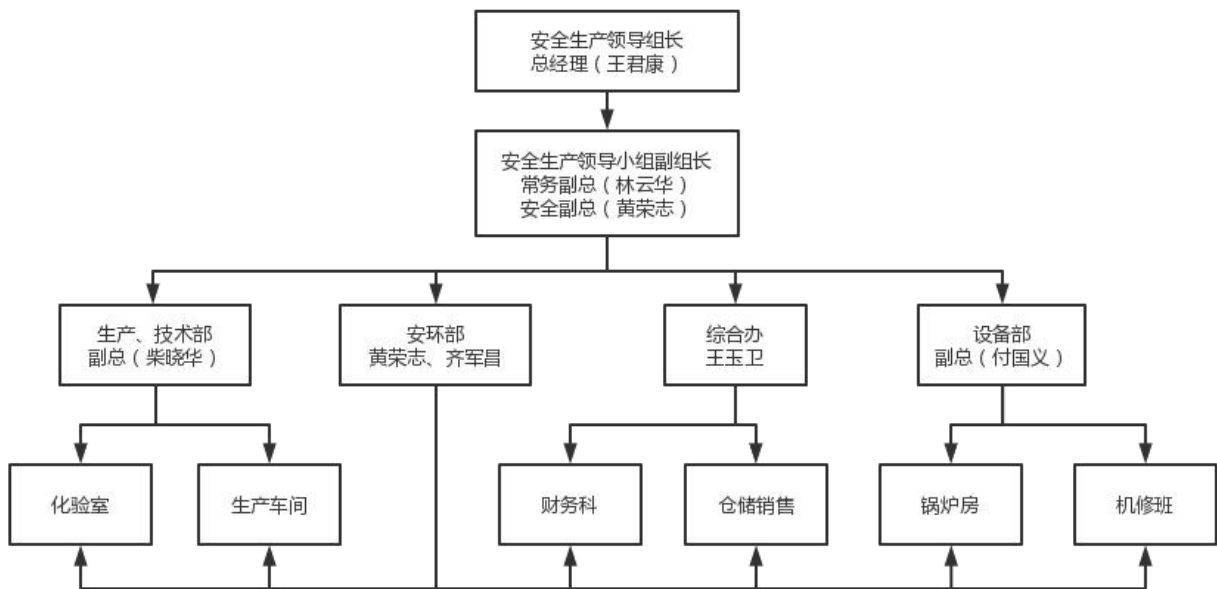 安全生产领导组长
总经理（王君康）
安全生产领导小组副组长
常务副总（林云华）
安全副总（黄荣志）
生产、技术部
副总（柴晓华）
安环部
黄荣志、齐军昌
综合办
王玉卫
设备部
副总（付国义）
化验室
生产车间
财务科
仓储销售
锅炉房
机修班